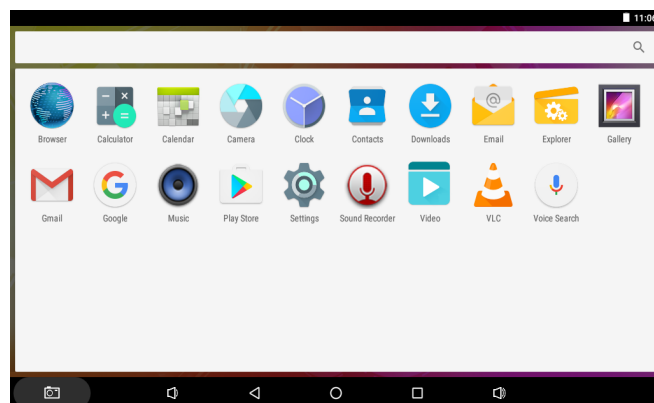 11:06
Browser Calculator Calendar Camera Clock Contacts Downloads Email Explorer Gallery
Gmail Google Music Play Store Settings Sound Recorder Video VLC Voice Search